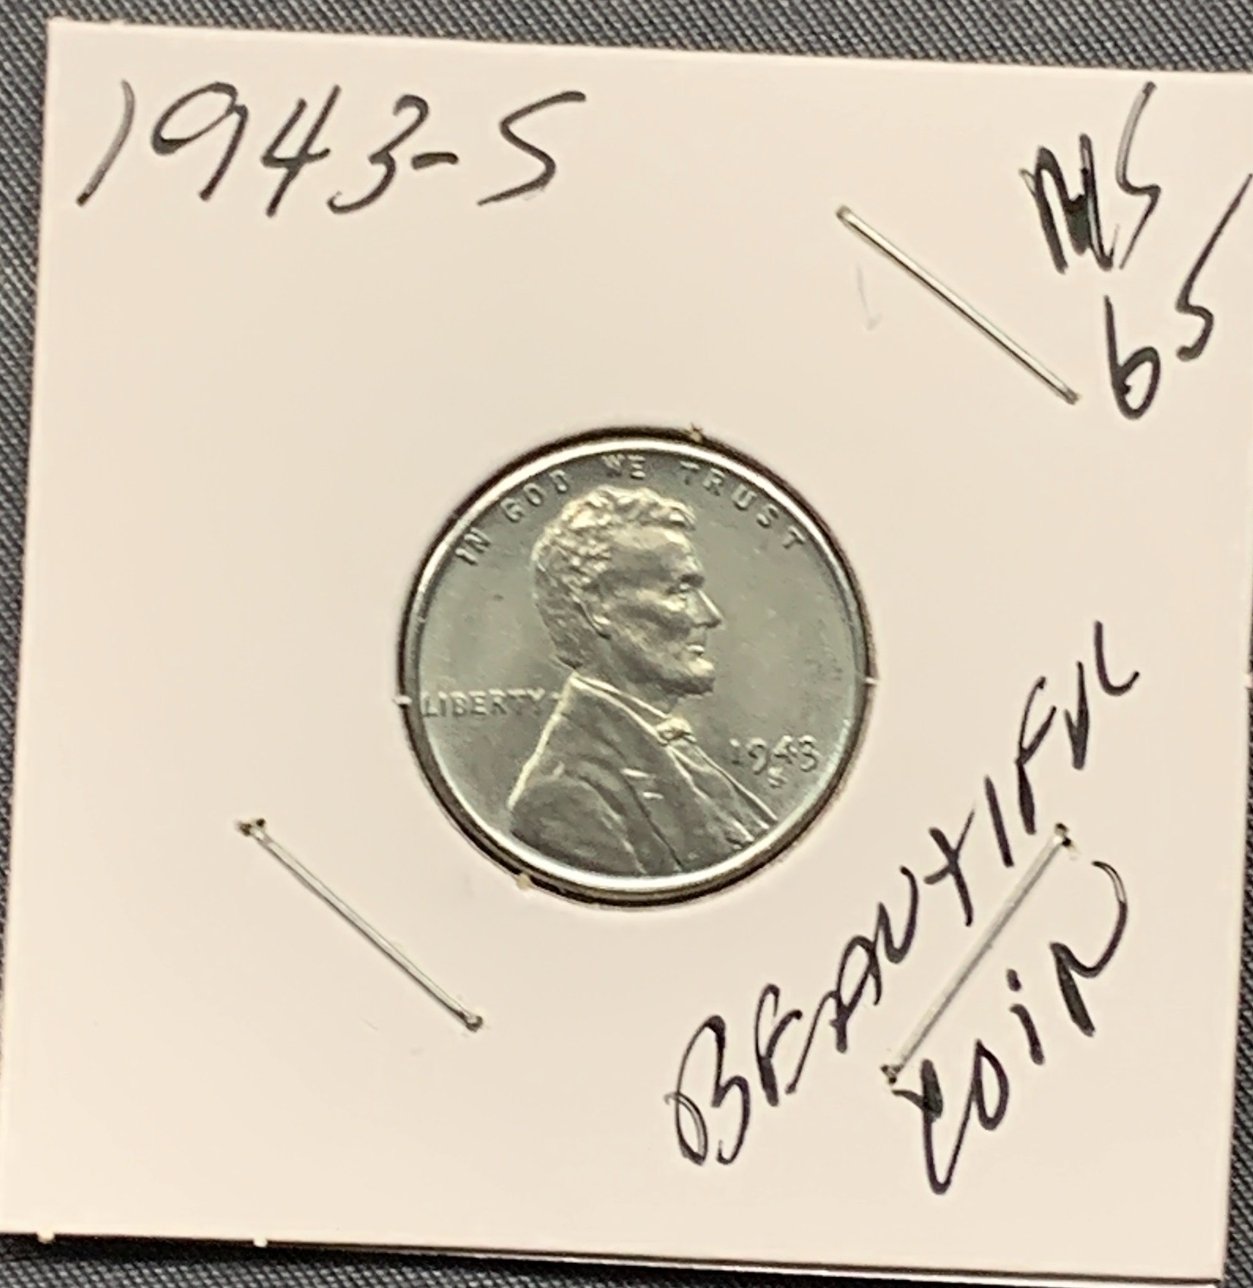 1943-S
MS
65
IN GOD WE TRUST
LIBERTY
1943
S
BEAUTIFUL
COIN